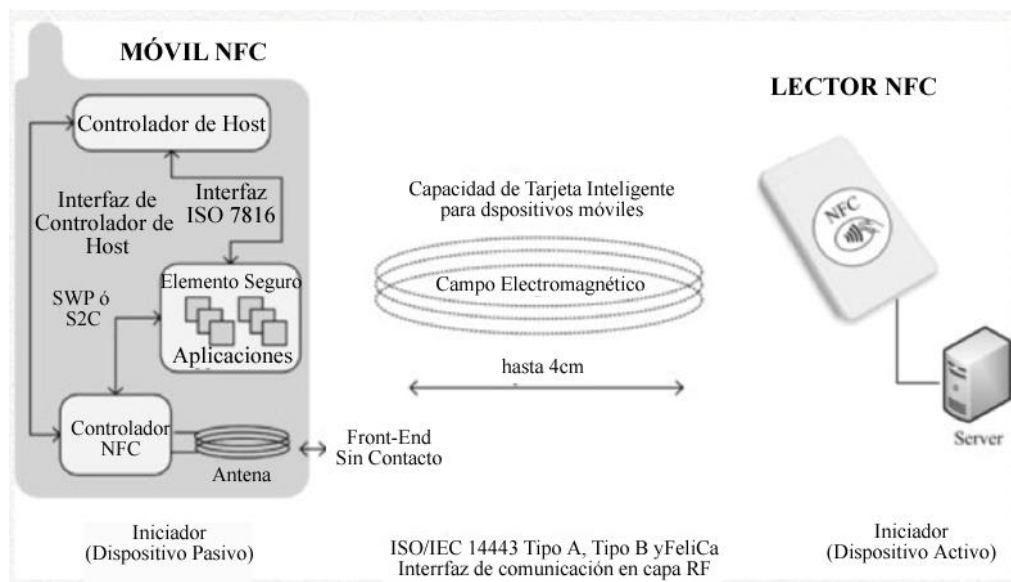 MÓVIL NFC
Controlador de Host
Interfaz de
Controlador de
Host
Interfaz
ISO 7816
Elemento Seguro
Aplicaciones
SWP ó
S2C
Controlador
NFC
Antena
Front-End
Sin Contacto
Iniciador
(Dispositivo Pasivo)
Capacidad de Tarjeta Inteligente
para dspositivos móviles
Campo Electromagnético
hasta 4cm
ISO/IEC 14443 Tipo A, Tipo B yFeliCa
Interrfaz de comunicación en capa RF
LECTOR NFC
NFC
Server
Iniciador
(Dispositivo Activo)